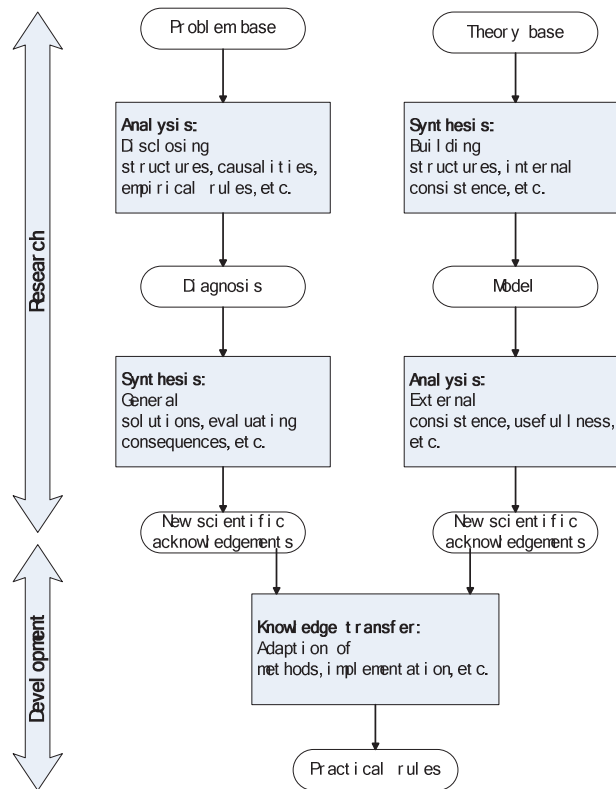 Problem base
Theory base
Analysis:
Disclosing
structures, causalities,
empirical rules, etc.
Synthesis:
Building
structures, internal
consistence, etc.
Research
Diagnosis
Model
Synthesis:
General
solutions, evaluating
consequences, etc.
Analysis:
External
consistence, usefullness,
etc.
New scientific
acknowledgements
New scientific
acknowledgements
Development
Knowledge transfer:
Adaption of
methods, implementation, etc.
Practical rules